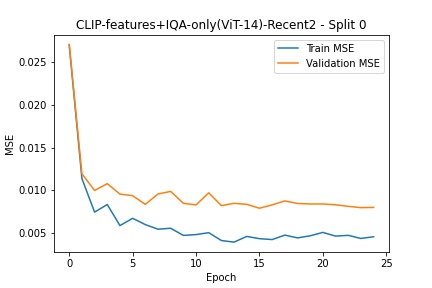 CLIP-features+IQA-only(ViT-14)-Recent2 - Split 0
Train MSE
Validation MSE
0.025
0.020
0.015
0.010
0.005
MSE
0 5 10 15 20 25
Epoch